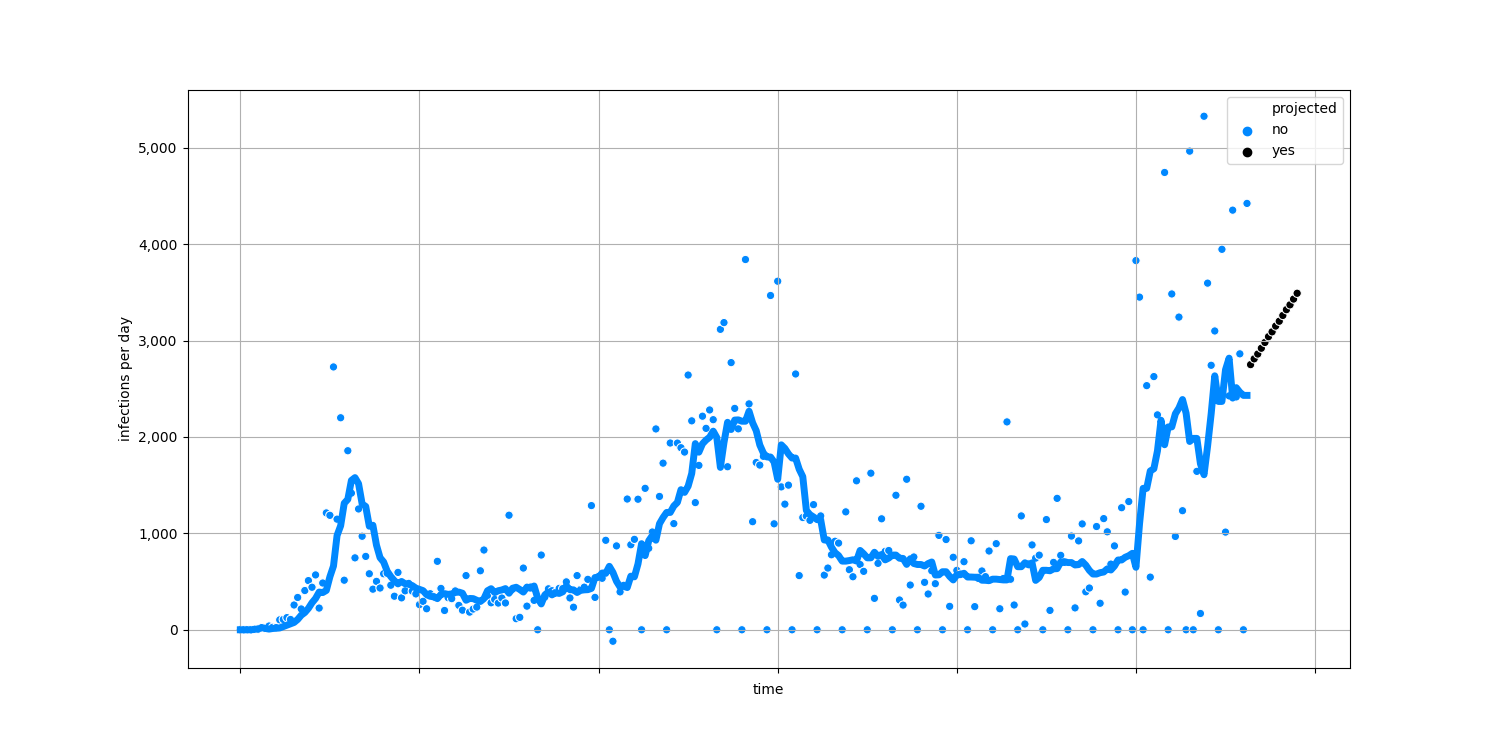 projected
no
yes
5,000
4,000
3,000
2,000
1,000
0
infections per day
time